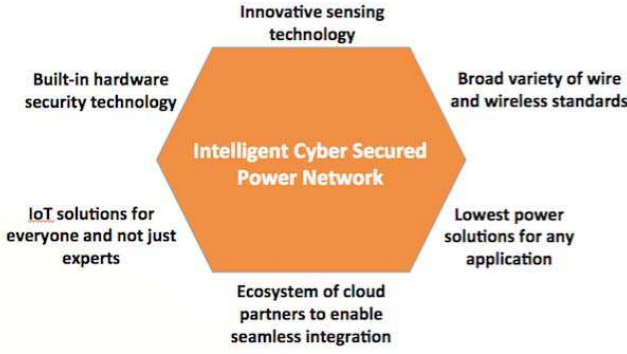 Innovative sensing
technology
Built-in hardware
security technology
Broad variety of wire
and wireless standards
Intelligent Cyber Secured
Power Network
IoT solutions for
everyone and not just
experts
Lowest power
solutions for any
application
Ecosystem of cloud
partners to enable
seamless integration